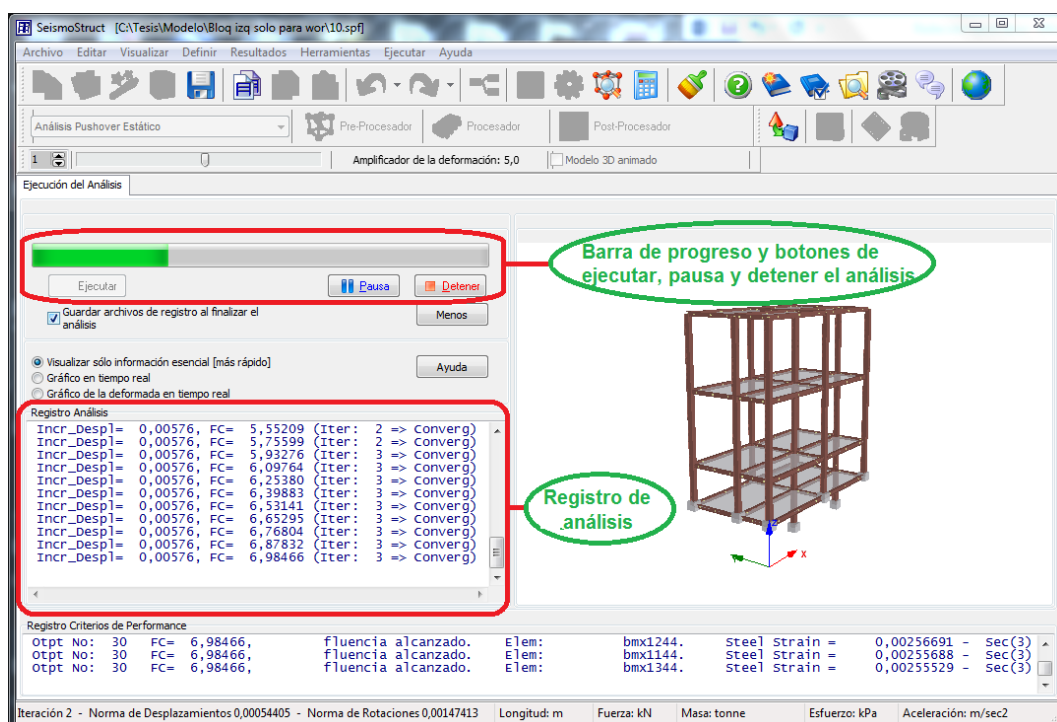 SeismoStruct [C:\Tesis\Modelo\Bloq izq solo para wor\10.spf]
Archivo Editar Visualizar Definir Resultados Herramientas Ejecutar Ayuda
Análisis Pushover Estático
Pre-Procesador
Procesador
Post-Procesador
1
Amplificador de la deformación: 5,0
Modelo 3D animado
Ejecución del Análisis
Barra de progreso y botones de
ejecutar, pausa y detener el análisis
Ejecutar
Pausa
Detener
Guardar archivos de registro al finalizar el
análisis
Menos
Visualizar sólo información esencial [más rápido]
Gráfico en tiempo real
Gráfico de la deformada en tiempo real
Ayuda
Registro Análisis
Incr_Despl= 0,00576, FC= 5,55209 (Iter: 2 => Converg)
Incr_Despl= 0,00576, FC= 5,75599 (Iter: 2 => Converg)
Incr_Despl= 0,00576, FC= 5,93276 (Iter: 3 => Converg)
Incr_Despl= 0,00576, FC= 6,09764 (Iter: 3 => Converg)
Incr_Despl= 0,00576, FC= 6,25380 (Iter: 3 => Converg)
Incr_Despl= 0,00576, FC= 6,39883 (Iter: 3 => Converg)
Incr_Despl= 0,00576, FC= 6,53141 (Iter: 3 => Converg)
Incr_Despl= 0,00576, FC= 6,65295 (Iter: 3 => Converg)
Incr_Despl= 0,00576, FC= 6,76804 (Iter: 3 => Converg)
Incr_Despl= 0,00576, FC= 6,87832 (Iter: 3 => Converg)
Incr_Despl= 0,00576, FC= 6,98466 (Iter: 3 => Converg)
Registro de
análisis
z
x
Registro Criterios de Performance
Otpt No: 30 FC= 6,98466, fluencia alcanzado. Elem: bmx1244. Steel Strain = 0,00256691 - Sec(3)
Otpt No: 30 FC= 6,98466, fluencia alcanzado. Elem: bmx1144. Steel Strain = 0,00255688 - Sec(3)
Otpt No: 30 FC= 6,98466, fluencia alcanzado. Elem: bmx1344. Steel Strain = 0,00255529 - Sec(3)
Iteración 2 - Norma de Desplazamientos 0,00054405 - Norma de Rotaciones 0,00147413 Longitud: m Fuerza: kN Masa: tonne Esfuerzo: kPa Aceleración: m/sec2